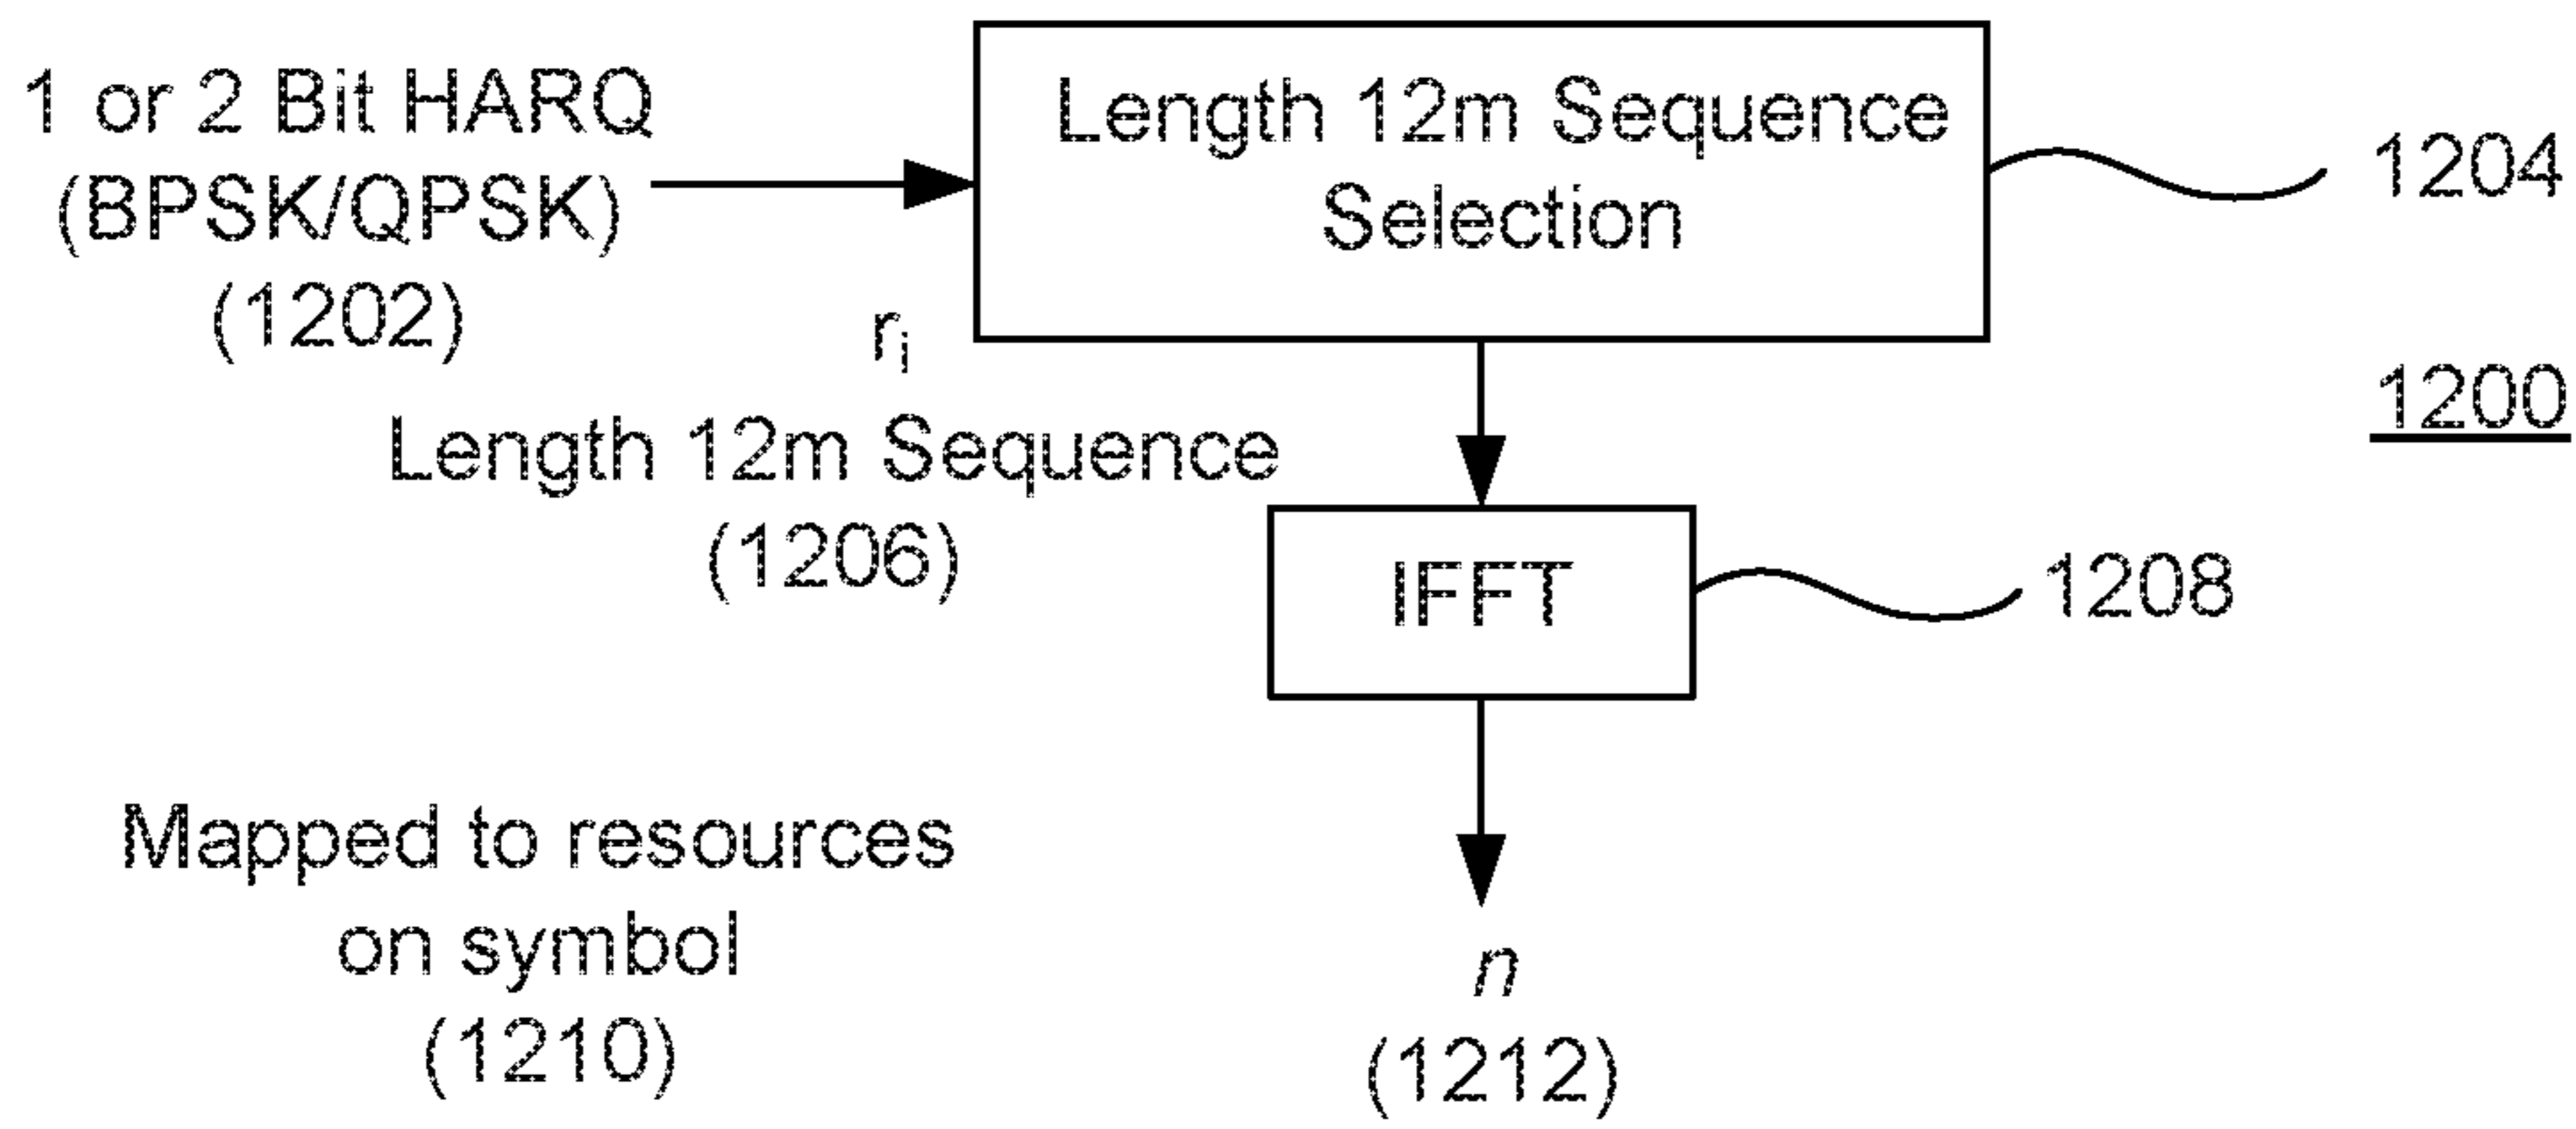 1 or 2 Bit HARQ
(BPSK/QPSK)
(1202)
Length 12m Sequence
Selection
1204
1200
rᵢ
Length 12m Sequence
(1206)
IFFT
1208
Mapped to resources
on symbol
(1210)
n
(1212)